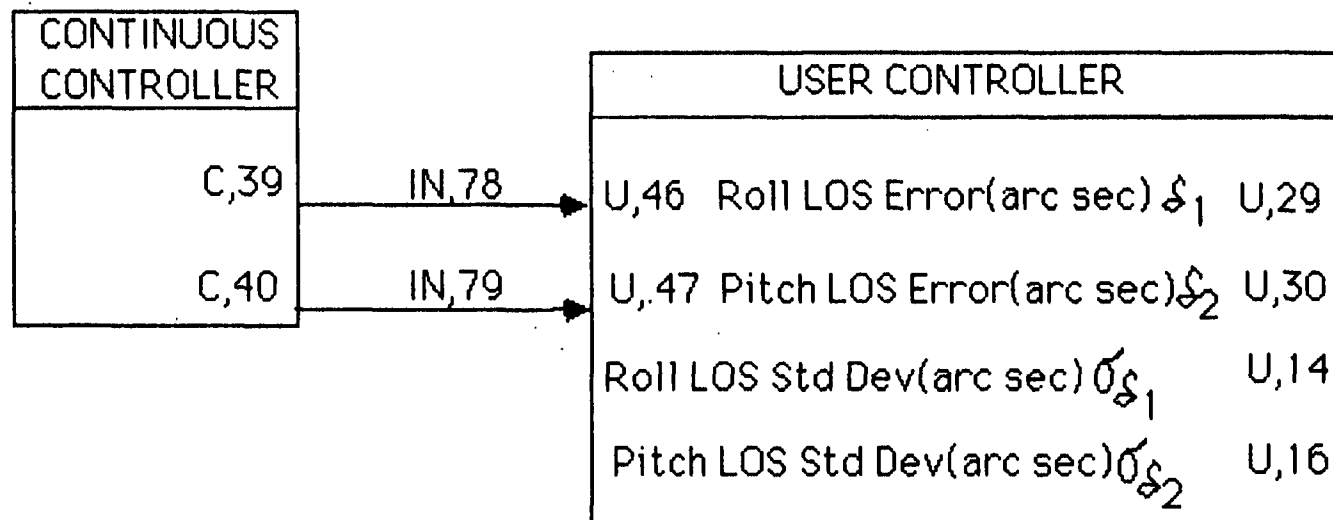 CONTINUOUS
CONTROLLER
USER CONTROLLER
C,39 IN,78 U,46 Roll LOS Error(arc sec) δ1 U,29
C,40 IN,79 U,.47 Pitch LOS Error(arc sec)δ2 U,30
Roll LOS Std Dev(arc sec) σδ1 U,14
Pitch LOS Std Dev(arc sec)σδ2 U,16